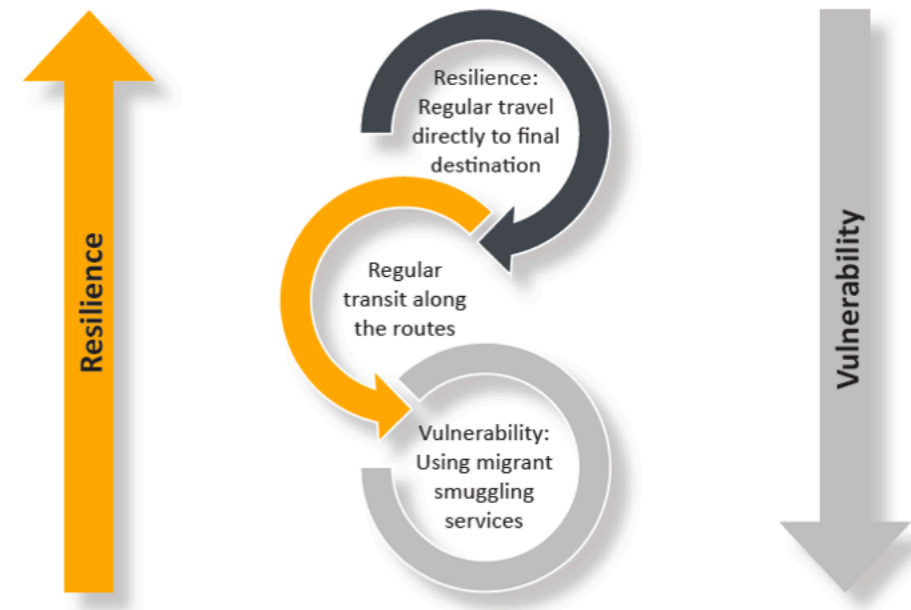 Resilience
Resilience:
Regular travel
directly to final
destination
Regular
transit along
the routes
Vulnerability:
Using migrant
smuggling
services
Vulnerability